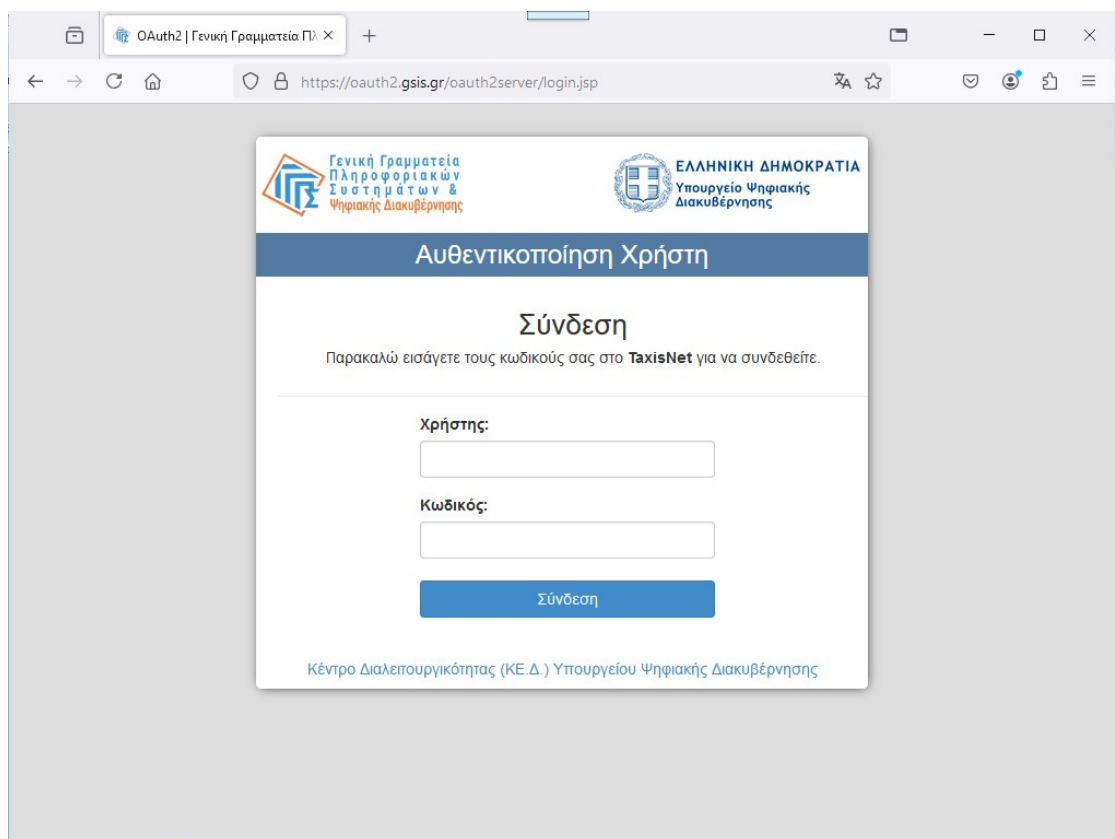 OAuth2 | Γενική Γραμματεία Πλ
https://oauth2.gsis.gr/oauth2server/login.jsp
Γενική Γραμματεία
Πληροφοριακών
Συστημάτων &
Ψηφιακής Διακυβέρνησης
ΓΓΠΣ
ΕΛΛΗΝΙΚΗ ΔΗΜΟΚΡΑΤΙΑ
Υπουργείο Ψηφιακής
Διακυβέρνησης
Αυθεντικοποίηση Χρήστη
Σύνδεση
Παρακαλώ εισάγετε τους κωδικούς σας στο TaxisNet για να συνδεθείτε.
Χρήστης:
Κωδικός:
Σύνδεση
Κέντρο Διαλειτουργικότητας (ΚΕ.Δ.) Υπουργείου Ψηφιακής Διακυβέρνησης